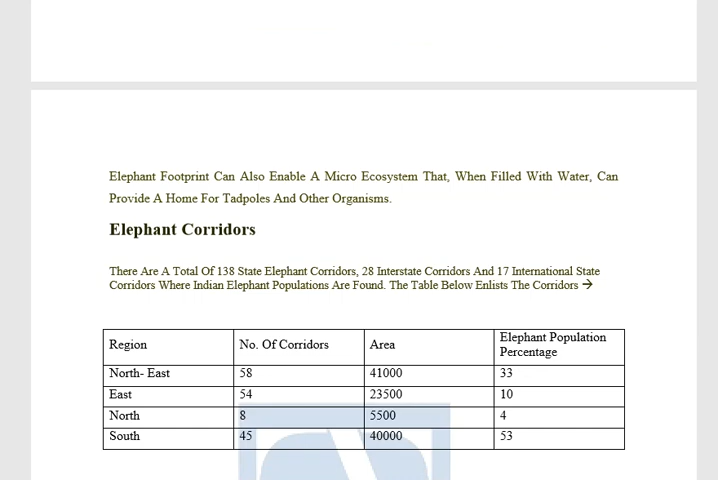 Elephant Footprint Can Also Enable A Micro Ecosystem That, When Filled With Water, Can
Provide A Home For Tadpoles And Other Organisms.
Elephant Corridors
There Are A Total Of 138 State Elephant Corridors, 28 Interstate Corridors And 17 International State
Corridors Where Indian Elephant Populations Are Found. The Table Below Enlists The Corridors →
Region No. Of Corridors Area Elephant Population Percentage
North- East 58 41000 33
East 54 23500 10
North 8 5500 4
South 45 40000 53